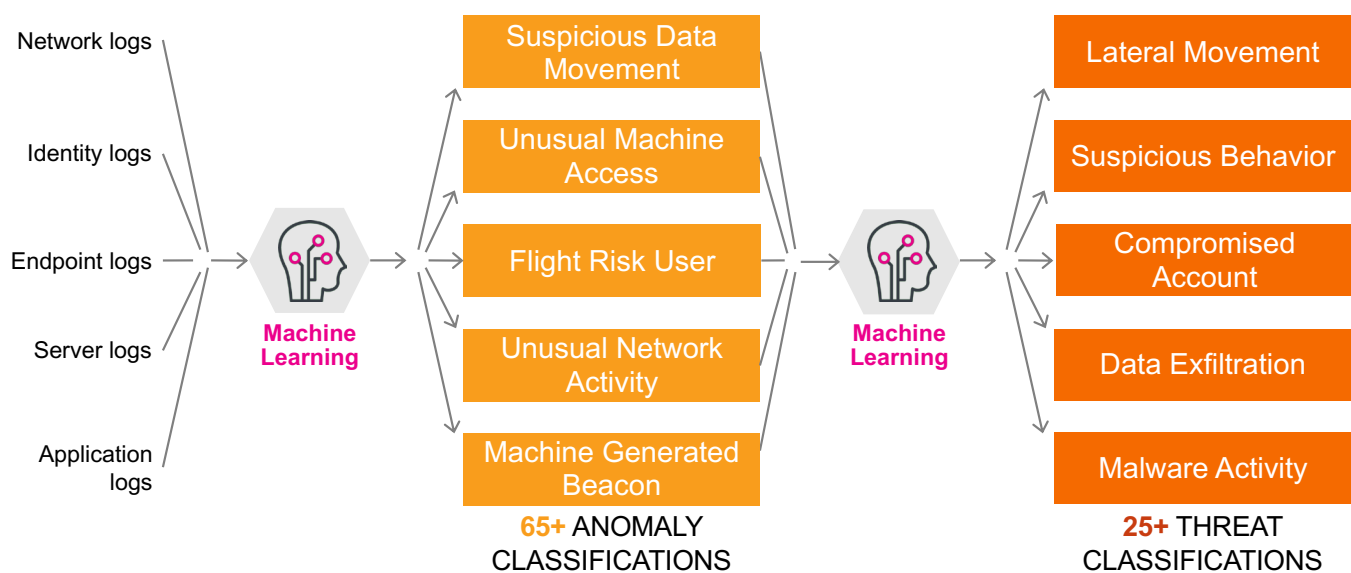 Network logs
Identity logs
Endpoint logs
Server logs
Application
logs
Machine
Learning
Suspicious Data
Movement
Unusual Machine
Access
Flight Risk User
Unusual Network
Activity
Machine Generated
Beacon
65+ ANOMALY
CLASSIFICATIONS
Machine
Learning
Lateral Movement
Suspicious Behavior
Compromised
Account
Data Exfiltration
Malware Activity
25+ THREAT
CLASSIFICATIONS